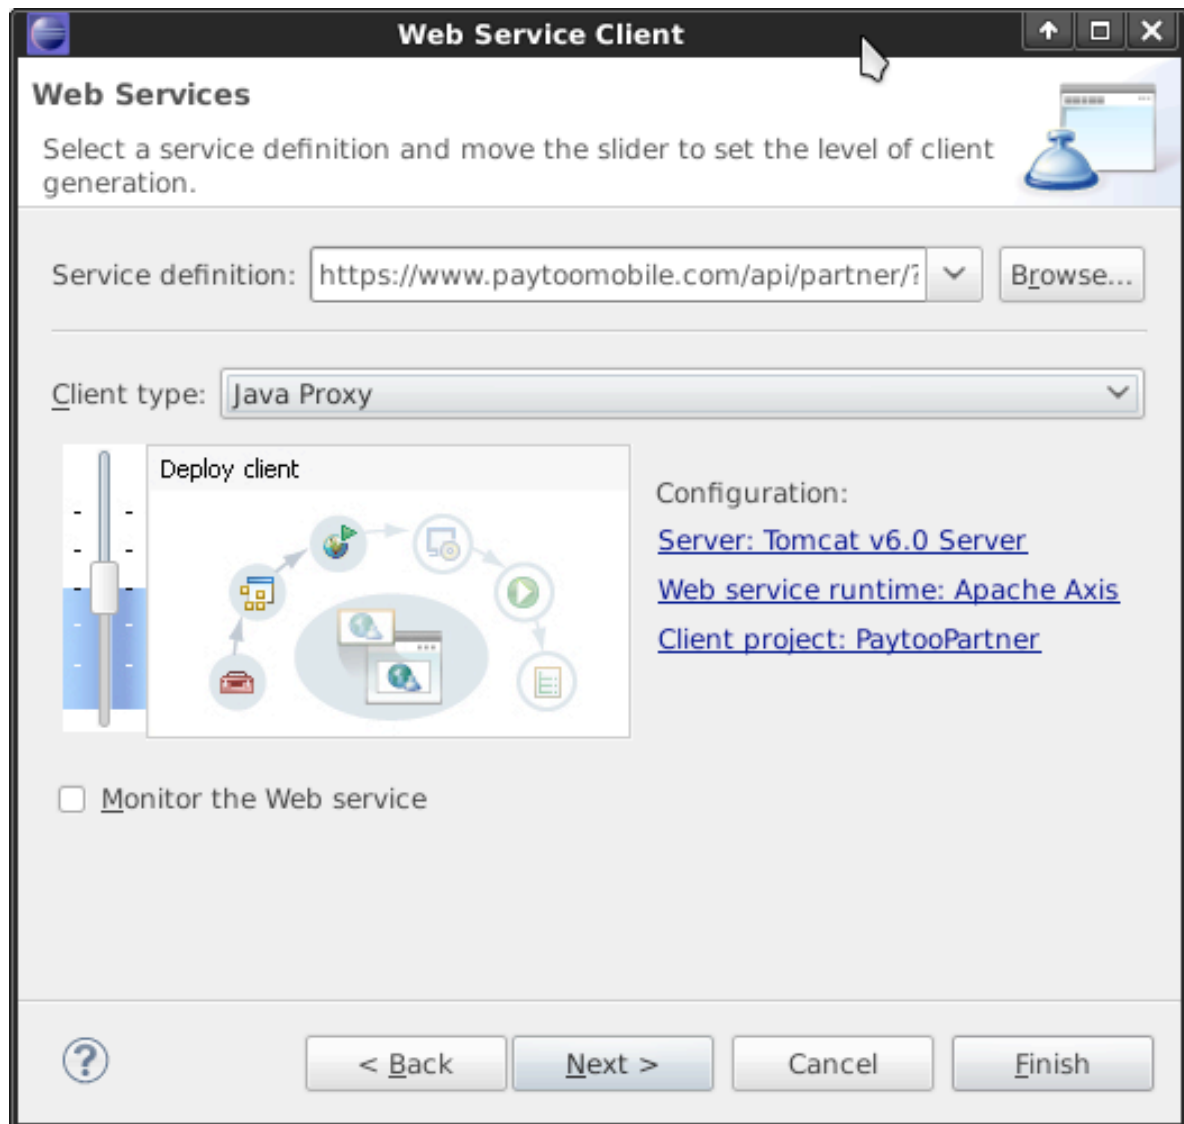 Web Service Client
Web Services
Select a service definition and move the slider to set the level of client
generation.
Service definition: https://www.paytoomobile.com/api/partner/? Browse...
Client type: Java Proxy
Deploy client
Configuration:
Server: Tomcat v6.0 Server
Web service runtime: Apache Axis
Client project: PaytooPartner
Monitor the Web service
? < Back Next > Cancel Finish